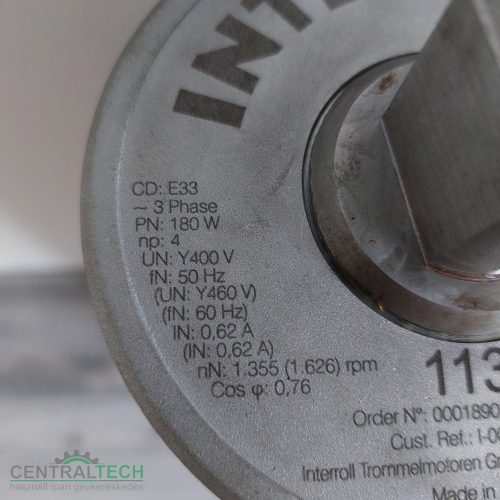 CD: E33
~ 3 Phase
PN: 180 W
np: 4
UN: Y400 V
fN: 50 Hz
(UN: Y460 V)
(fN: 60 Hz)
IN: 0,62 A
(IN: 0,62 A)
nN: 1.355 (1.626) rpm
Cos φ: 0,76
113
Order N°: 0001890
Cust. Ref.: I-00
Interroll Trommelmotoren G
Made in
CENTRALTECH
használt ipari gépkereskedés